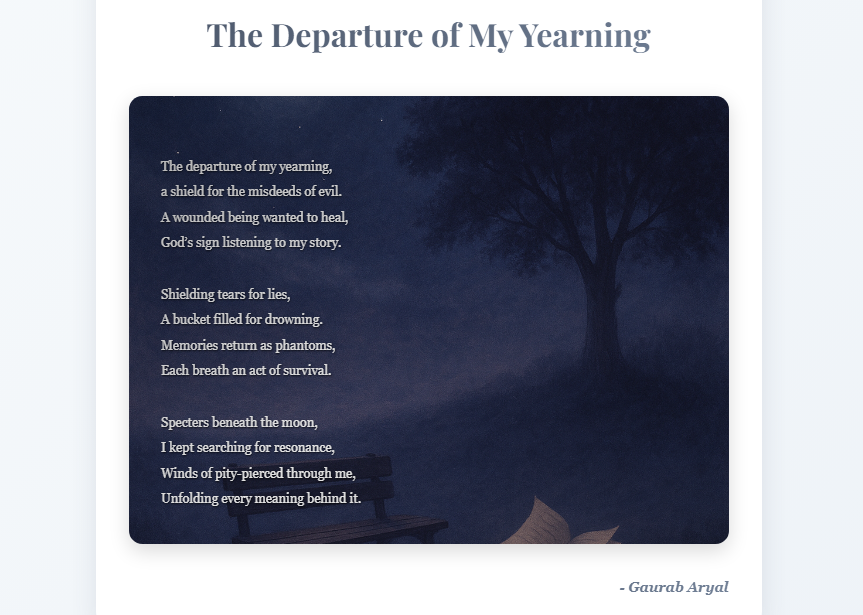 The Departure of My Yearning
The departure of my yearning,
a shield for the misdeeds of evil.
A wounded being wanted to heal,
God’s sign listening to my story.
Shielding tears for lies,
A bucket filled for drowning.
Memories return as phantoms,
Each breath an act of survival.
Specters beneath the moon,
I kept searching for resonance,
Winds of pity-pierced through me,
Unfolding every meaning behind it.
- Gaurab Aryal